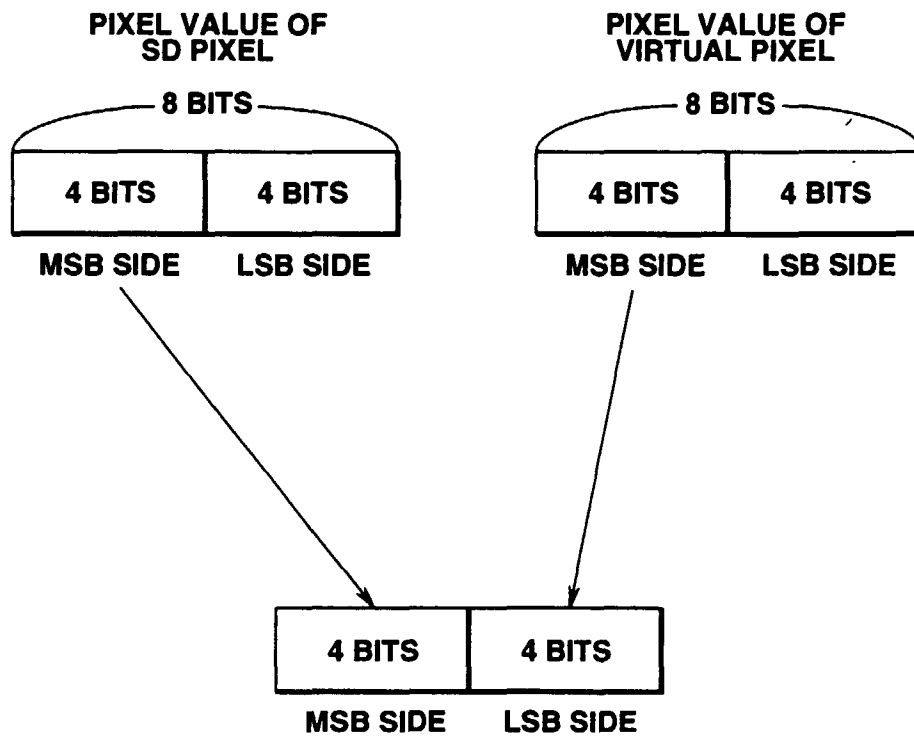 PIXEL VALUE OF
SD PIXEL
8 BITS
4 BITS
4 BITS
MSB SIDE
LSB SIDE
PIXEL VALUE OF
VIRTUAL PIXEL
8 BITS
4 BITS
4 BITS
MSB SIDE
LSB SIDE
4 BITS
4 BITS
MSB SIDE
LSB SIDE